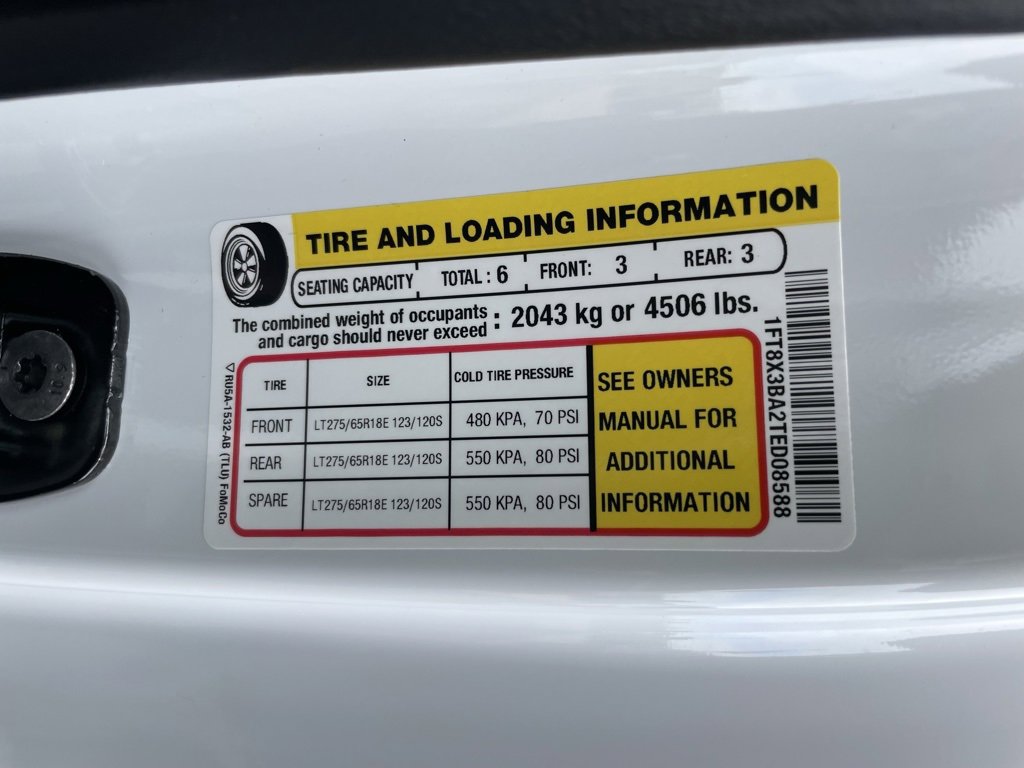 TIRE AND LOADING INFORMATION
SEATING CAPACITY TOTAL : 6 FRONT: 3 REAR: 3
The combined weight of occupants
and cargo should never exceed : 2043 kg or 4506 lbs.
TIRE SIZE COLD TIRE PRESSURE
FRONT LT275/65R18E 123/120S 480 KPA, 70 PSI
REAR LT275/65R18E 123/120S 550 KPA, 80 PSI
SPARE LT275/65R18E 123/120S 550 KPA, 80 PSI
SEE OWNERS
MANUAL FOR
ADDITIONAL
INFORMATION
1FT8X3BA2TED08588
RU5A-1532-AB (TLU) FoMoCo